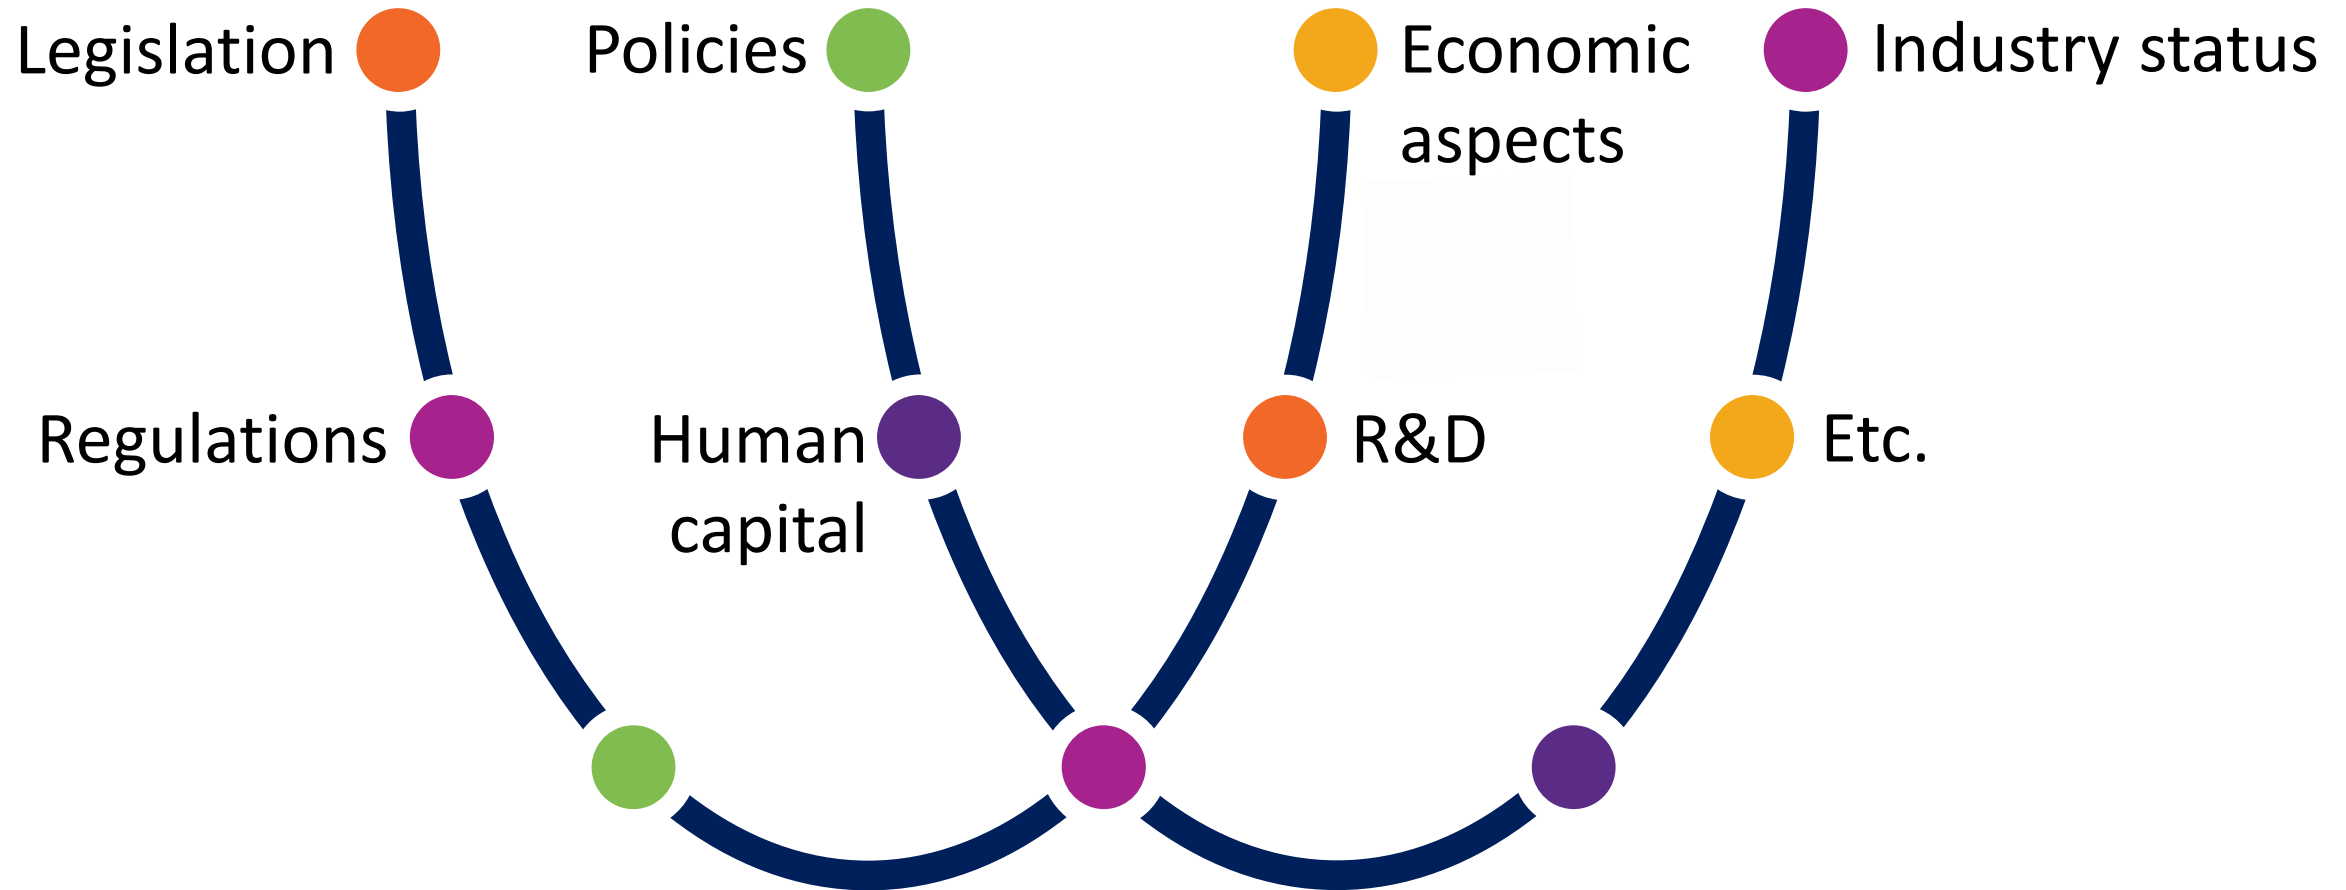 Legislation
Policies
Economic
aspects
Industry status
Regulations
Human
capital
R&D
Etc.